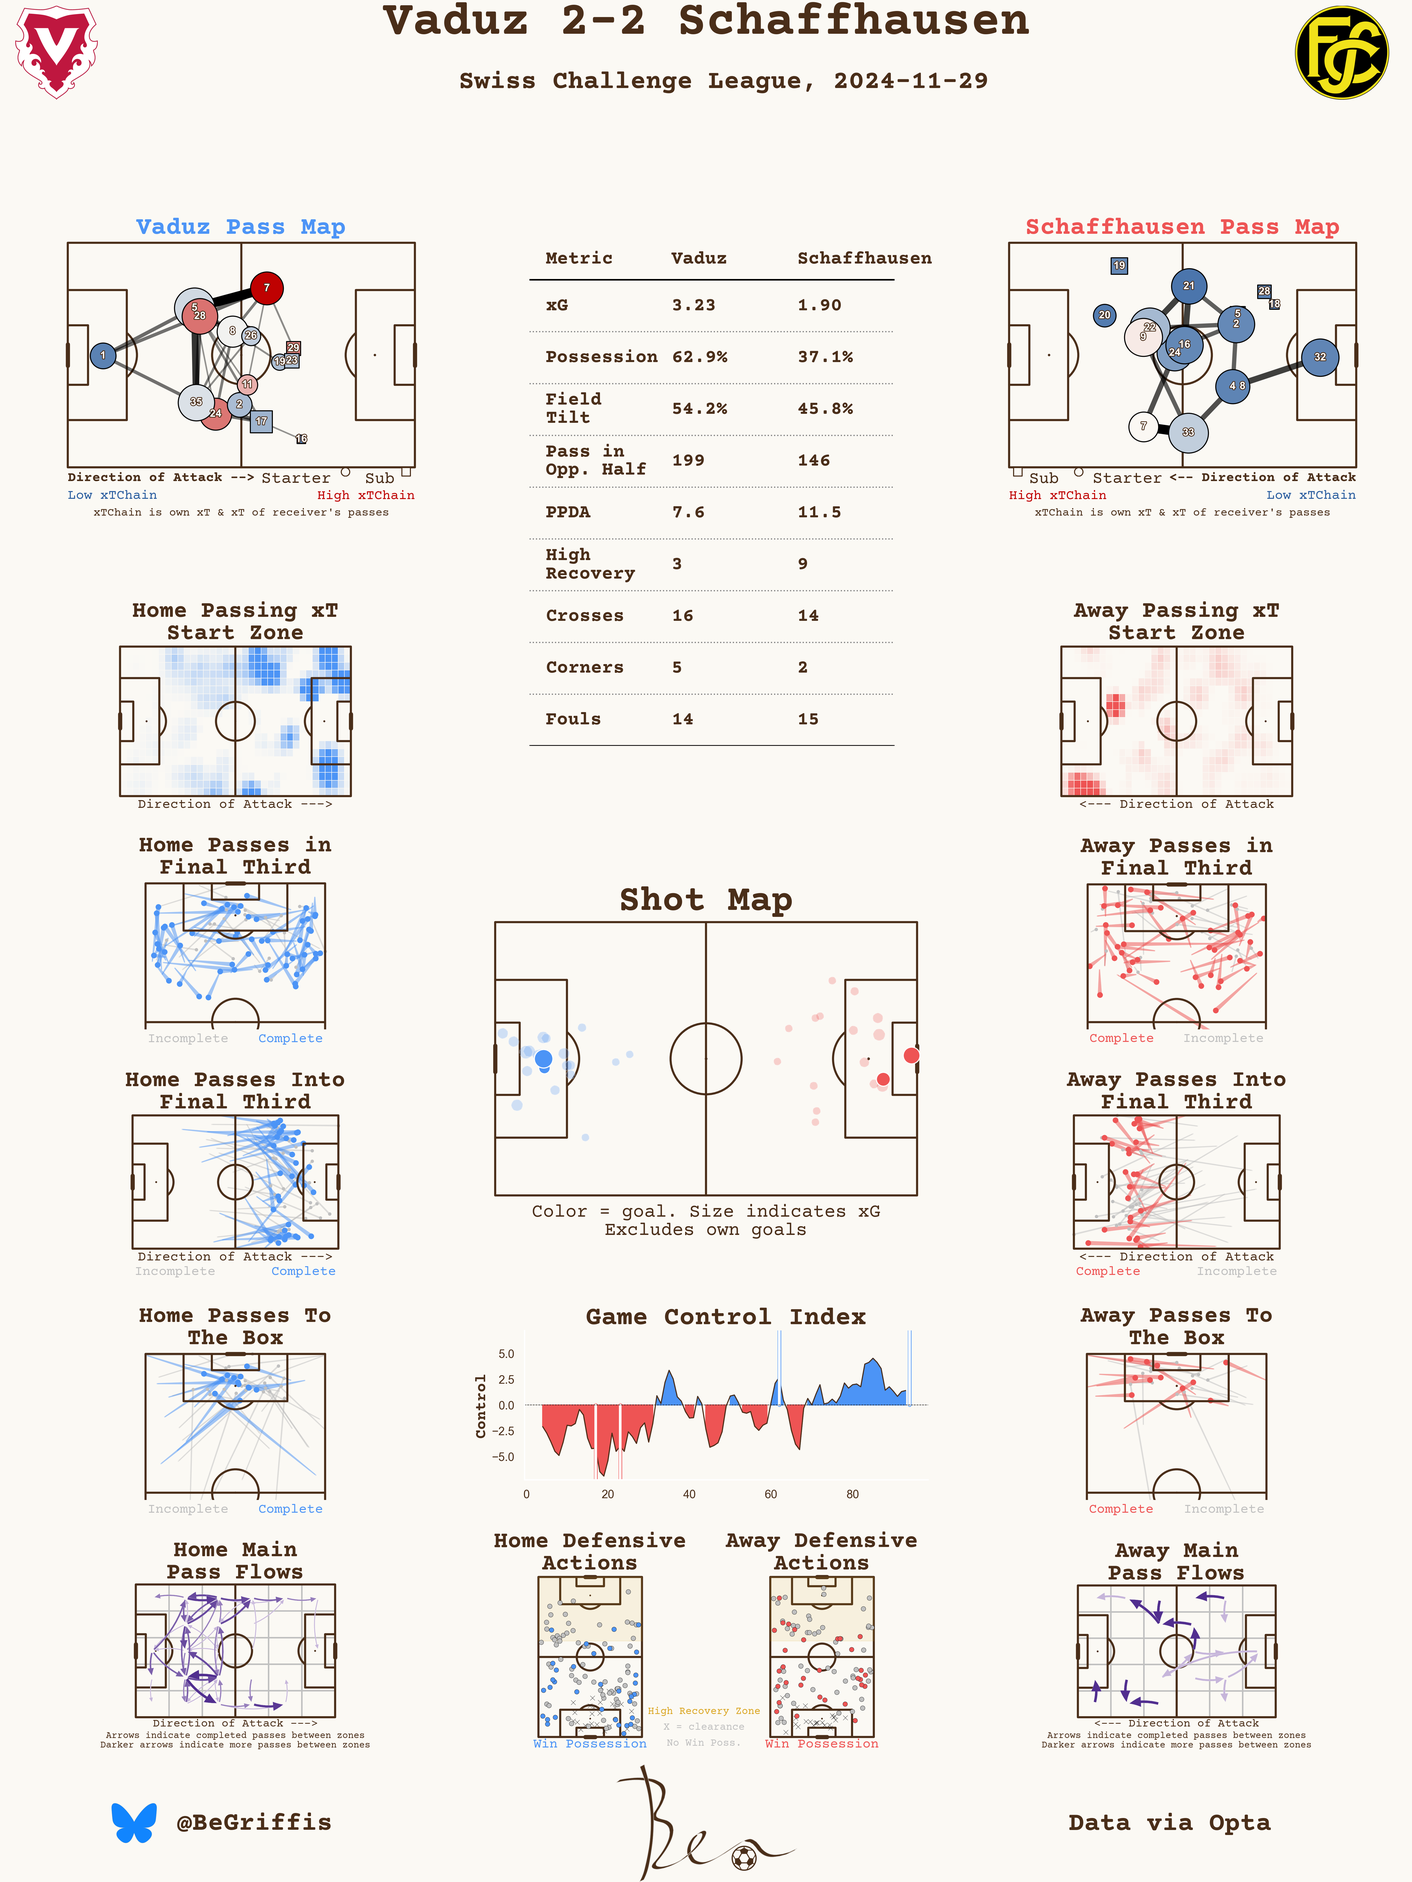 Vaduz 2-2 Schaffhausen
Swiss Challenge League, 2024-11-29
Vaduz Pass Map
7
5
28
8
26
1
29
19
23
11
35
24
2
17
16
Direction of Attack --> Starter Sub
Low xTChain High xTChain
xTChain is own xT & xT of receiver's passes
Metric Vaduz Schaffhausen
xG 3.23 1.90
Possession 62.9% 37.1%
Field
Tilt 54.2% 45.8%
Pass in
Opp. Half 199 146
PPDA 7.6 11.5
High
Recovery 3 9
Crosses 16 14
Corners 5 2
Fouls 14 15
Schaffhausen Pass Map
19
21
28
18
20
5
2
22
9
16
24
32
4 8
7
33
Sub Starter <-- Direction of Attack
High xTChain Low xTChain
xTChain is own xT & xT of receiver's passes
Home Passing xT
Start Zone
Direction of Attack --->
Away Passing xT
Start Zone
<--- Direction of Attack
Home Passes in
Final Third
Incomplete Complete
Away Passes in
Final Third
Complete Incomplete
Shot Map
Color = goal. Size indicates xG
Excludes own goals
Home Passes Into
Final Third
Direction of Attack --->
Incomplete Complete
Away Passes Into
Final Third
<--- Direction of Attack
Complete Incomplete
Home Passes To
The Box
Incomplete Complete
Game Control Index
Control
5.0
2.5
0.0
−2.5
−5.0
0 20 40 60 80
Away Passes To
The Box
Complete Incomplete
Home Main
Pass Flows
Direction of Attack --->
Arrows indicate completed passes between zones
Darker arrows indicate more passes between zones
Home Defensive
Actions
Win Possession
Away Defensive
Actions
Win Possession
High Recovery Zone
X = clearance
No Win Poss.
Away Main
Pass Flows
<--- Direction of Attack
Arrows indicate completed passes between zones
Darker arrows indicate more passes between zones
@BeGriffis
Ben
Data via Opta